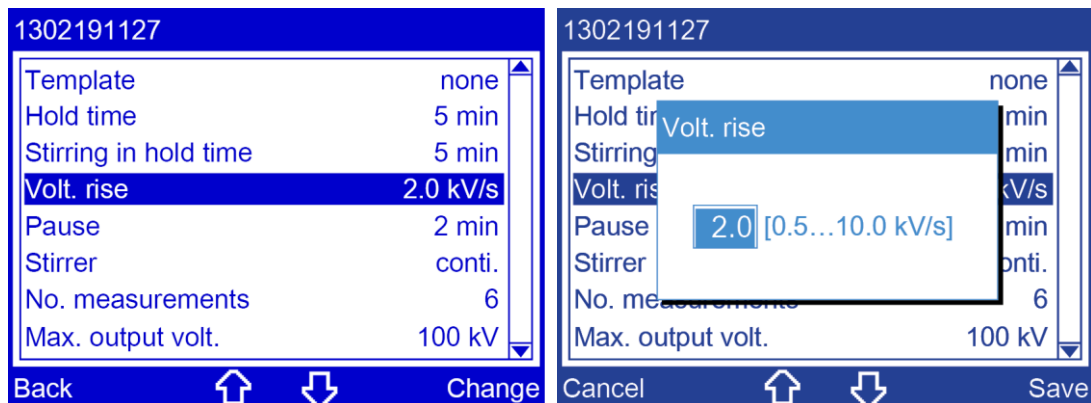 1302191127
Template none
Hold time 5 min
Stirring in hold time 5 min
Volt. rise 2.0 kV/s
Pause 2 min
Stirrer conti.
No. measurements 6
Max. output volt. 100 kV
Back Change
1302191127
Template none
Hold tir min
Volt. rise
Stirring min
Volt. ris kV/s
Pause min
2.0 [0.5…10.0 kV/s]
Stirrer onti.
No. measurements 6
Max. output volt. 100 kV
Cancel Save